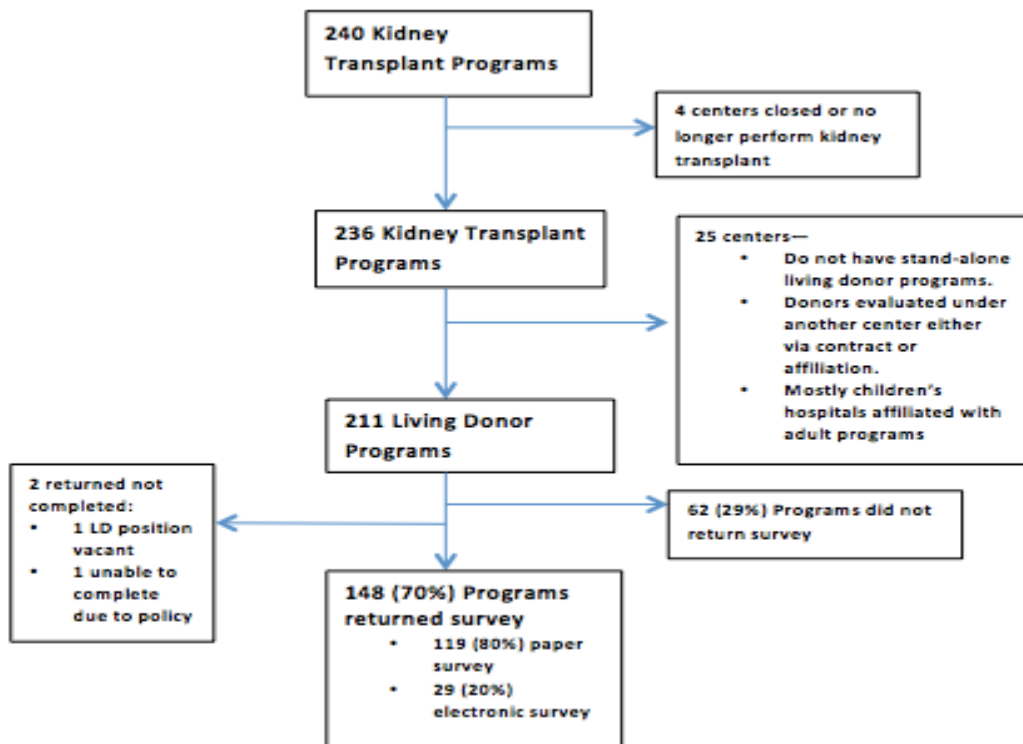 240 Kidney
Transplant Programs
4 centers closed or no
longer perform kidney
transplant
236 Kidney Transplant
Programs
25 centers—
• Do not have stand-alone
living donor programs.
• Donors evaluated under
another center either
via contract or
affiliation.
• Mostly children's
hospitals affiliated with
adult programs
211 Living Donor
Programs
2 returned not
completed:
• 1 LD position
vacant
• 1 unable to
complete
due to policy
62 (29%) Programs did not
return survey
148 (70%) Programs
returned survey
• 119 (80%) paper
survey
• 29 (20%)
electronic survey